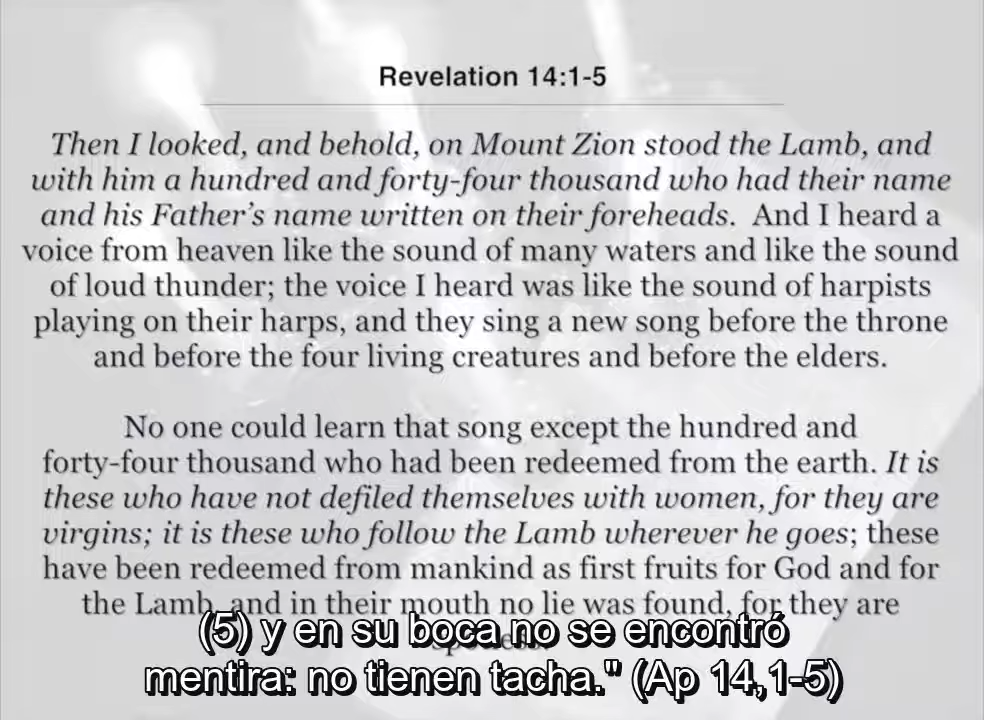 Revelation 14:1-5
Then I looked, and behold, on Mount Zion stood the Lamb, and
with him a hundred and forty-four thousand who had their name
and his Father’s name written on their foreheads. And I heard a
voice from heaven like the sound of many waters and like the sound
of loud thunder; the voice I heard was like the sound of harpists
playing on their harps, and they sing a new song before the throne
and before the four living creatures and before the elders.
No one could learn that song except the hundred and
forty-four thousand who had been redeemed from the earth. It is
these who have not defiled themselves with women, for they are
virgins; it is these who follow the Lamb wherever he goes; these
have been redeemed from mankind as first fruits for God and for
the Lamb, and in their mouth no lie was found, for they are
(5) y en su boca no se encontró
mentira: no tienen tacha." (Ap 14,1-5)